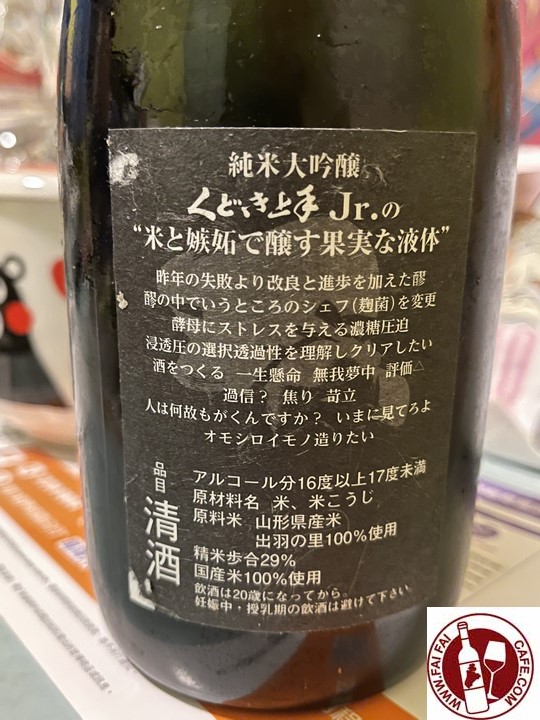 純米大吟醸
くどき上手 Jr.の
“米と嫉妬で醸す果実な液体”
昨年の失敗より改良と進歩を加えた醪
醪の中でいうところのシェフ(麹菌)を変更
酵母にストレスを与える濃糖圧迫
浸透圧の選択透過性を理解しクリアしたい
酒をつくる 一生懸命 無我夢中 評価△
過信? 焦り 苛立
人は何故もがくんですか? いまに見てろよ
オモシロイモノ造りたい
品目 清酒
アルコール分16度以上17度未満
原材料名 米、米こうじ
原料米 山形県産米
出羽の里100%使用
精米歩合29%
国産米100%使用
飲酒は20歳になってから。
妊娠中・授乳期の飲酒は避けて下さい。
WWW.FAIFAICAFE.COM